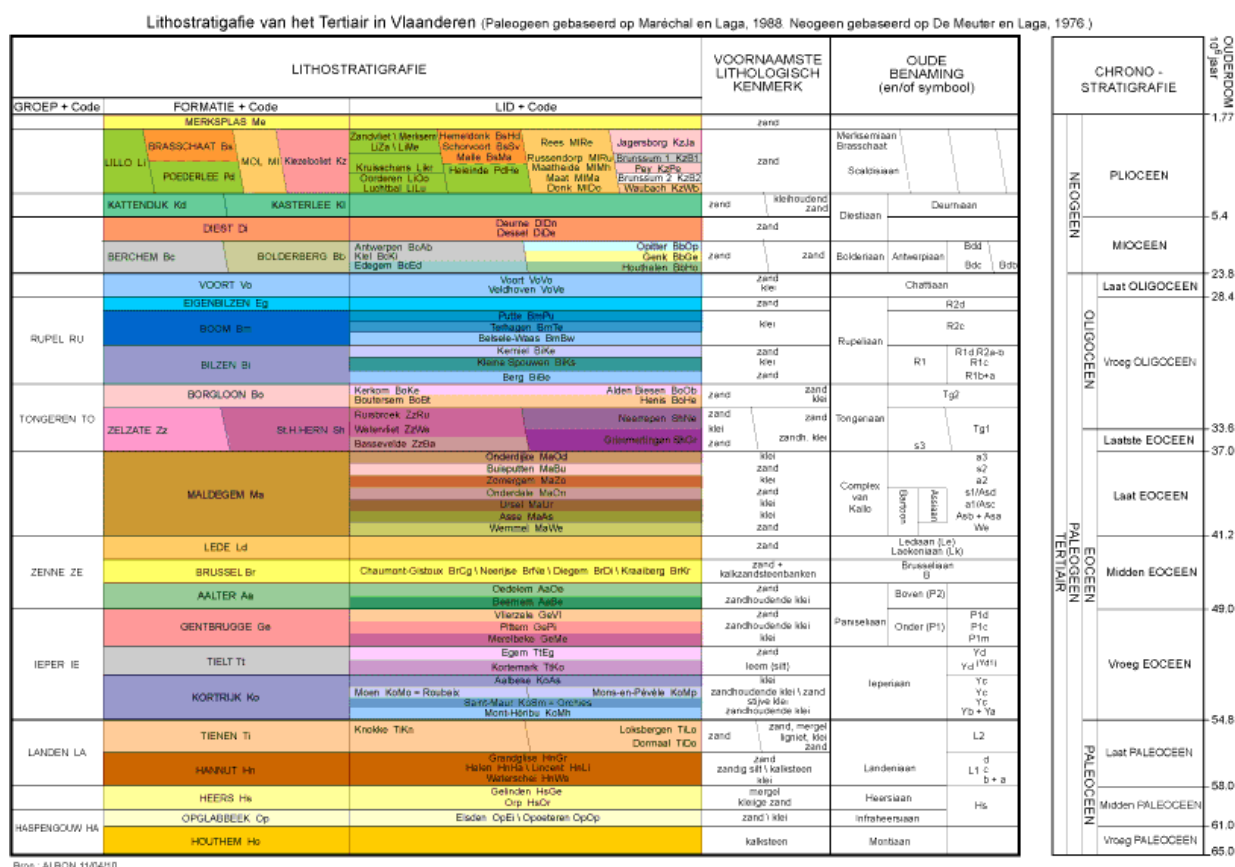 Lithostratigafie van het Tertiair in Vlaanderen (Paleogeen gebaseerd op Maréchal en Laga, 1988. Neogeen gebaseerd op De Meuter en Laga, 1976.)
LITHOSTRATIGRAFIE
VOORNAAMSTE
LITHOLOGISCH
KENMERK
OUDE
BENAMING
(en/of symbool)
CHRONO -
STRATIGRAFIE
OUDERDOM
10⁶ jaar
GROEP + Code
FORMATIE + Code
LID + Code
MERKSPLAS Me
zand
1.77
LILLO Li
BRASSCHAAT Bs
POEDERLEE Pd
MOL Ml
Kiezeloöliet Kz
Zandvliet \ Merksem
LiZa \ LiMe
Kruisschans LiKr
Oorderen LiOo
Luchtbal LiLu
Hemeldonk BsHd
Schorvoort BsSv
Malle BsMa
Heieinde PdHe
Rees MlRe
Russendorp MlRu
Maatheide MlMh
Maat MlMa
Donk MlDo
Jagersborg KzJa
Brunssum 1 KzB1
Pey KzPe
Brunssum 2 KzB2
Waubach KzWb
zand
Merksemiaan
Brasschaat
Scaldisiaan
NEOGEEN
PLIOCEEN
KATTENDIJK Kd
KASTERLEE Kl
zand
kleihoudend
zand
Diestiaan
Deurniaan
5.4
DIEST Di
Deurne DiDn
Dessel DiDe
zand
MIOCEEN
BERCHEM Bc
BOLDERBERG Bb
Antwerpen BcAb
Kiel BcKi
Edegem BcEd
Opitter BbOp
Genk BbGe
Houthalen BbHo
zand
zand
Bolderiaan
Antwerpiaan
Bdd
Bdc
Bdb
23.8
VOORT Vo
Voort VoVo
Veldhoven VoVe
zand
klei
Chattiaan
Laat OLIGOCEEN
28.4
RUPEL RU
EIGENBILZEN Eg
zand
R2d
BOOM Bm
Putte BmPu
Terhagen BmTe
Belsele-Waas BmBw
klei
Rupeliaan
R2c
OLIGOCEEN
Vroeg OLIGOCEEN
BILZEN Bi
Kerniel BiKe
Kleine Spouwen BiKs
Berg BiBe
zand
klei
zand
R1
R1d R2a-b
R1c
R1b+a
TONGEREN TO
BORGLOON Bo
Kerkom BoKe
Boutersem BoBt
Alden Biesen BoOb
Henis BoHe
zand
zand
klei
Tongeriaan
Tg2
ZELZATE Zz
St.H.HERN Sh
Ruisbroek ZzRu
Watervliet ZzWa
Bassevelde ZzBa
Neerrepen ShNe
Grimmertingen ShGr
zand
klei
zand
zand
zandh. klei
s3
Tg1
33.6
Laatste EOCEEN
37.0
MALDEGEM Ma
Onderdijke MaOd
Buisputten MaBu
Zomergem MaZo
Onderdale MaOn
Ursel MaUr
Asse MaAs
Wemmel MaWe
klei
zand
klei
zand
klei
klei
zand
Complex
van
Kallo
Bartoon
Assiaan
a3
s2
a2
s1/Asd
a1/Asc
Asb + Asa
We
Laat EOCEEN
41.2
TERTIAIR
PALEOGEEN
EOCEEN
ZENNE ZE
LEDE Ld
zand
Lediaan (Le)
Laekeniaan (Lk)
BRUSSEL Br
Chaumont-Gistoux BrCg \ Neerijse BrNe \ Diegem BrDi \ Kraaiberg BrKr
zand +
kalkzandsteenbanken
Brusseliaan
B
Midden EOCEEN
AALTER Aa
Oedelem AaOe
Beernem AaBe
zand
zandhoudende klei
Paniseliaan
Boven (P2)
49.0
IEPER IE
GENTBRUGGE Ge
Vlierzele GeVl
Pittem GePi
Merelbeke GeMe
zand
zandhoudende klei
klei
Onder (P1)
P1d
P1c
P1m
TIELT Tt
Egem TtEg
Kortemark TtKo
zand
leem (silt)
Ieperiaan
Yd
Yd (Yd1)
Vroeg EOCEEN
KORTRIJK Ko
Aalbeke KoAs
Moen KoMo = Roubaix
Mons-en-Pévèle KoMp
Saint-Maur KoSm = Orchies
Mont-Héribu KoMh
klei
zandhoudende klei \ zand
stijve klei
zandhoudende klei
Yc
Yc
Yc
Yb + Ya
54.8
LANDEN LA
TIENEN Ti
Knokke TiKn
Loksbergen TiLo
Dormaal TiDo
zand
zand, mergel
ligniet, klei
zand
Landeniaan
L2
PALEOCEEN
Laat PALEOCEEN
HANNUT Hn
Grandglise HnGr
Halen HnHa \ Lincent HnLi
Waterschei HnWa
zand
zandig silt \ kalksteen
klei
L1
d
c
b + a
58.0
HEERS Hs
Gelinden HsGe
Orp HsOr
mergel
kleiige zand
Heersiaan
Hs
Midden PALEOCEEN
HASPENGOUW HA
OPGLABBEEK Op
Eisden OpEi \ Opoeteren OpOp
zand \ klei
Infraheersiaan
61.0
HOUTHEM Ho
kalksteen
Montiaan
Vroeg PALEOCEEN
65.0